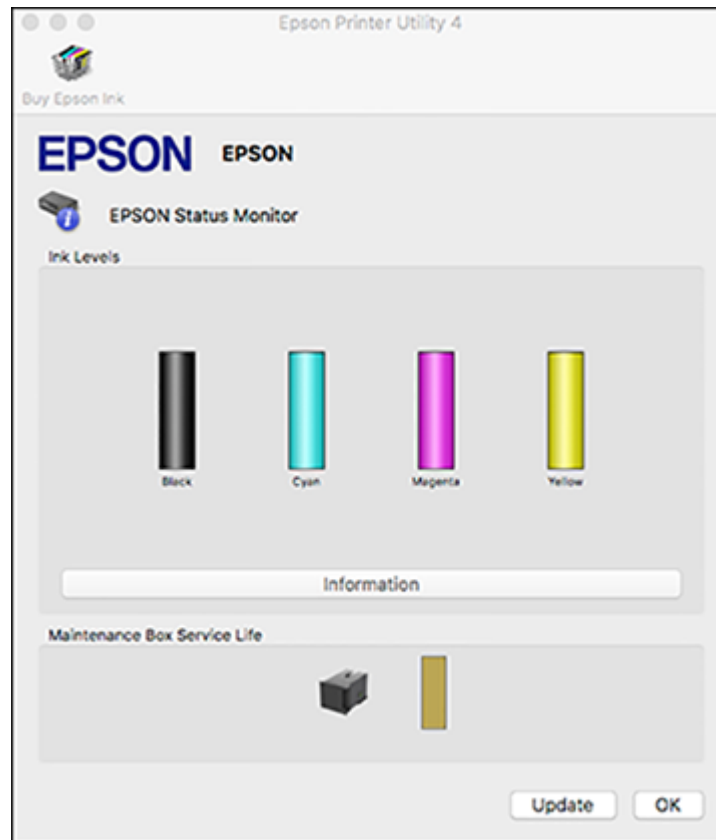 Epson Printer Utility 4
Buy Epson Ink
EPSON EPSON
EPSON Status Monitor
Ink Levels
Black Cyan Magenta Yellow
Information
Maintenance Box Service Life
Update OK